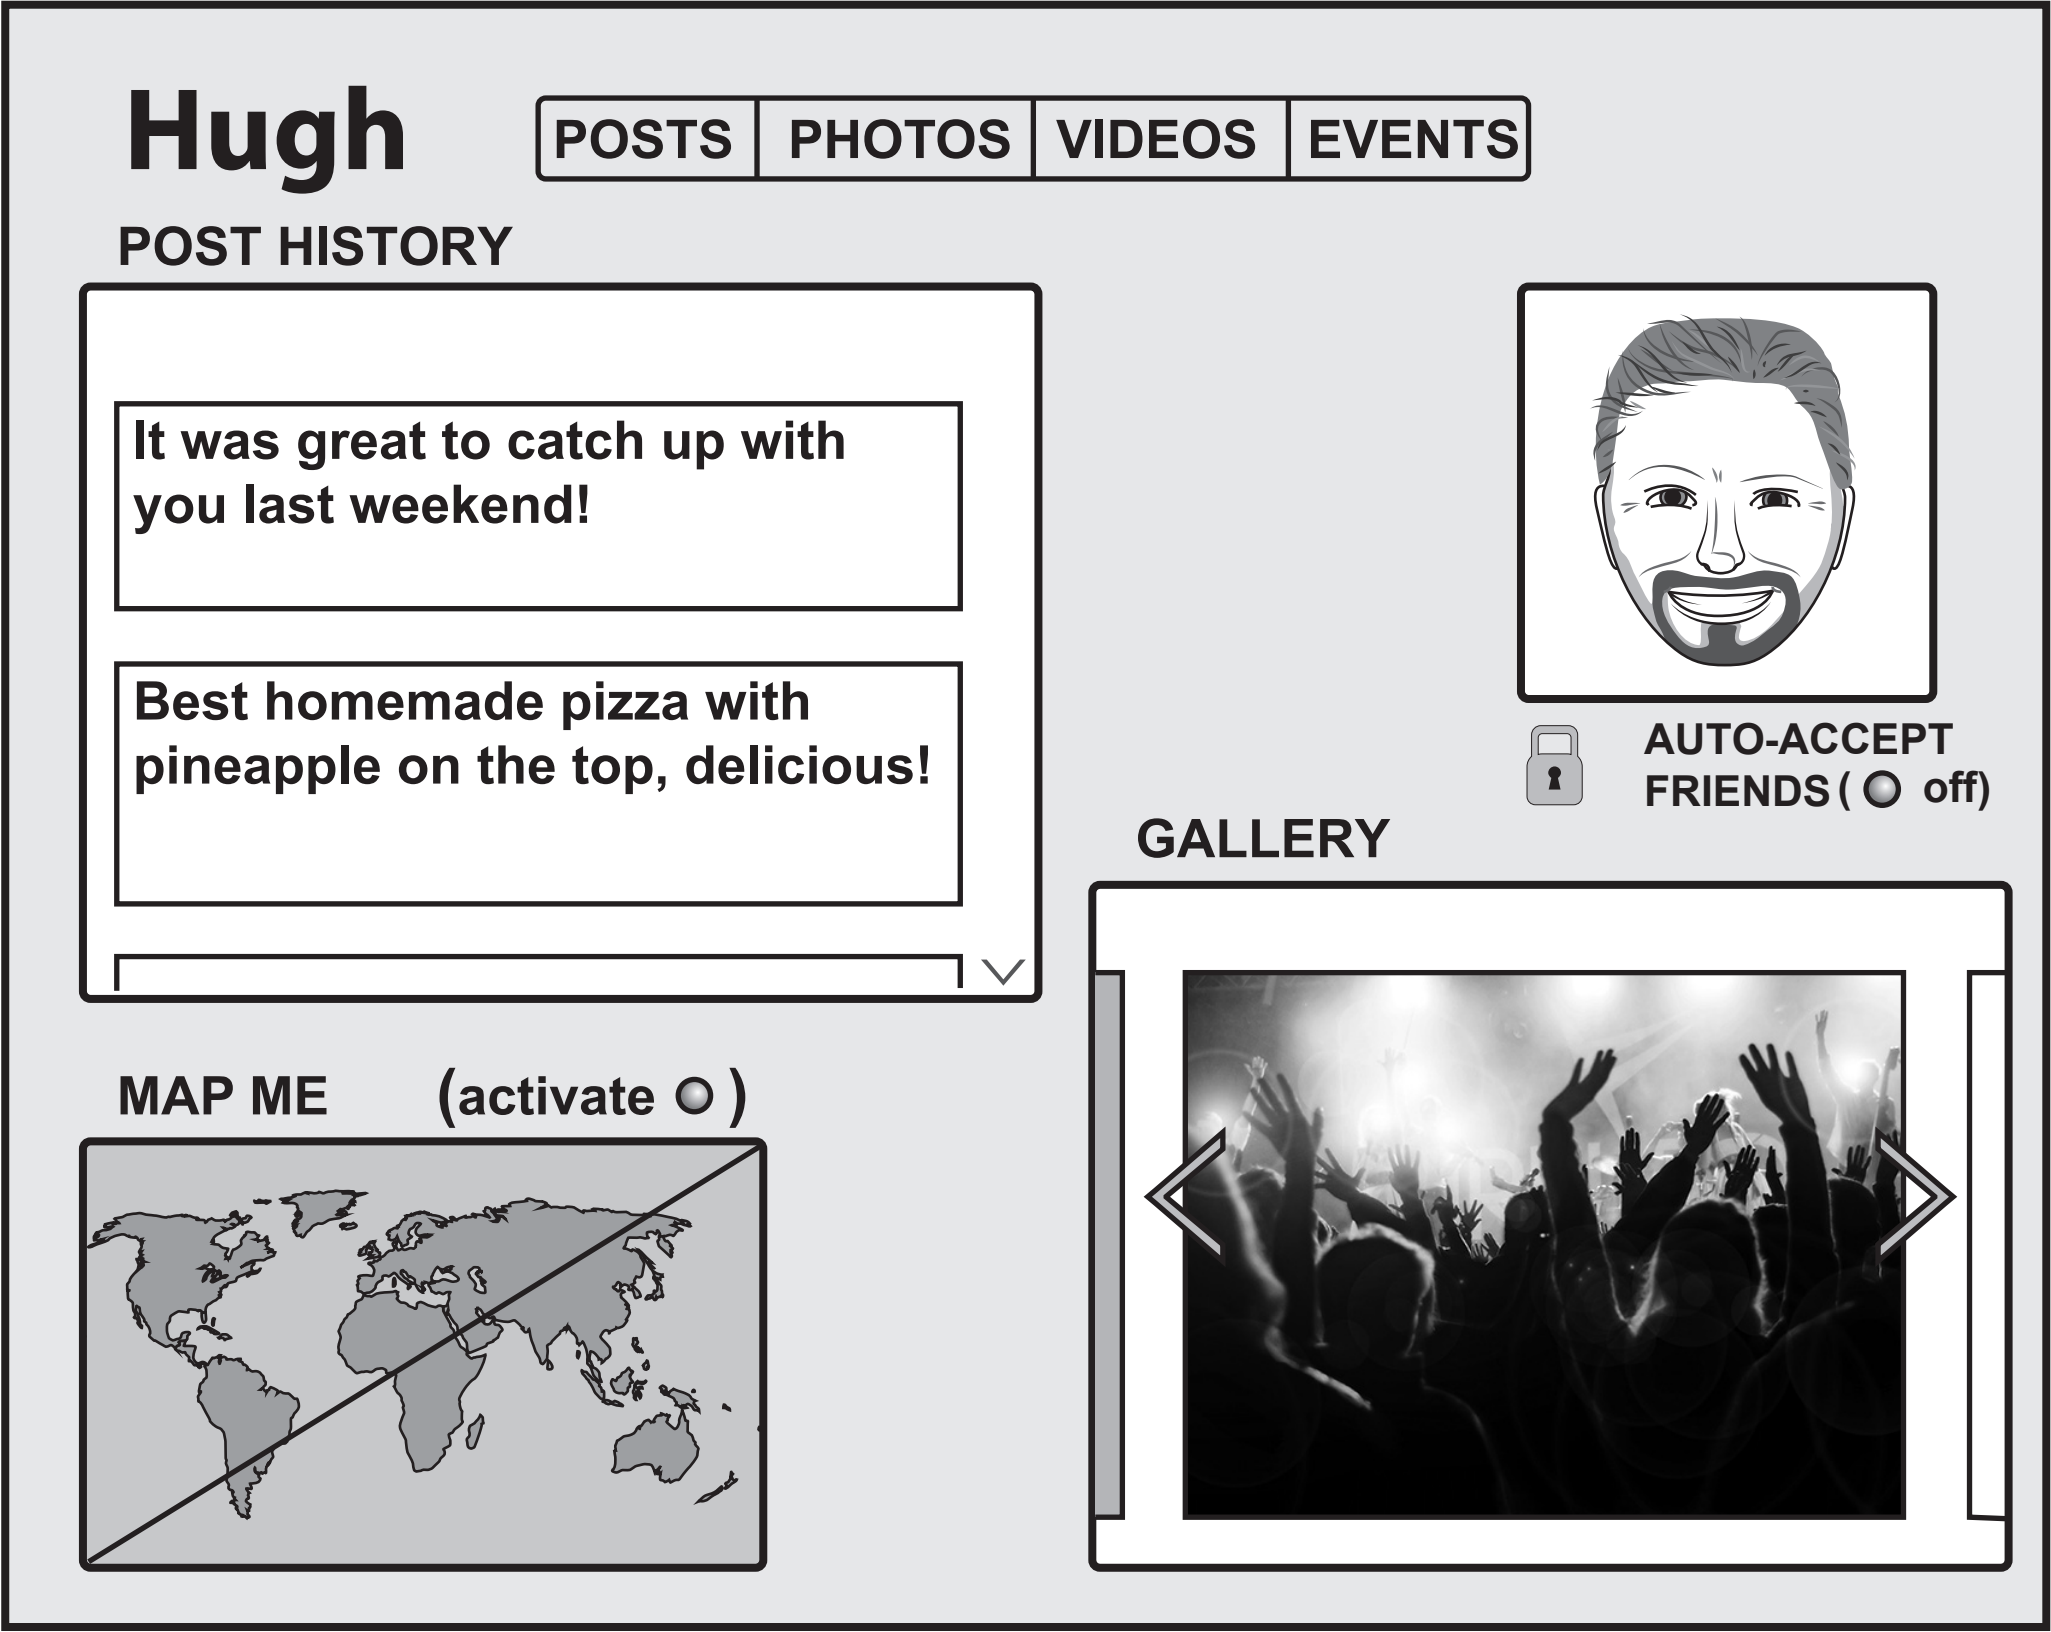 Hugh
POSTS PHOTOS VIDEOS EVENTS
POST HISTORY
It was great to catch up with
you last weekend!
Best homemade pizza with
pineapple on the top, delicious!
AUTO-ACCEPT
FRIENDS ( off)
GALLERY
MAP ME (activate )